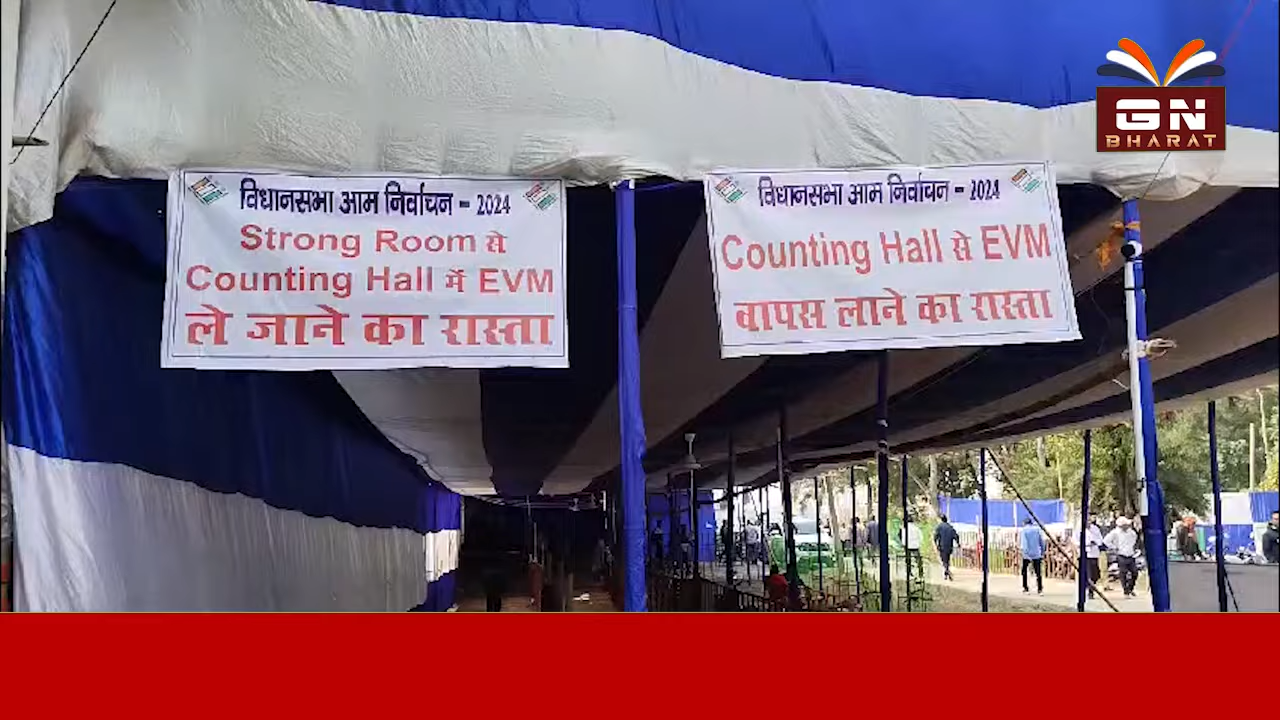 GN
BHARAT
विधानसभा आम निर्वाचन - 2024
Strong Room से
Counting Hall में EVM
ले जाने का रास्ता
विधानसभा आम निर्वाचन - 2024
Counting Hall से EVM
वापस लाने का रास्ता